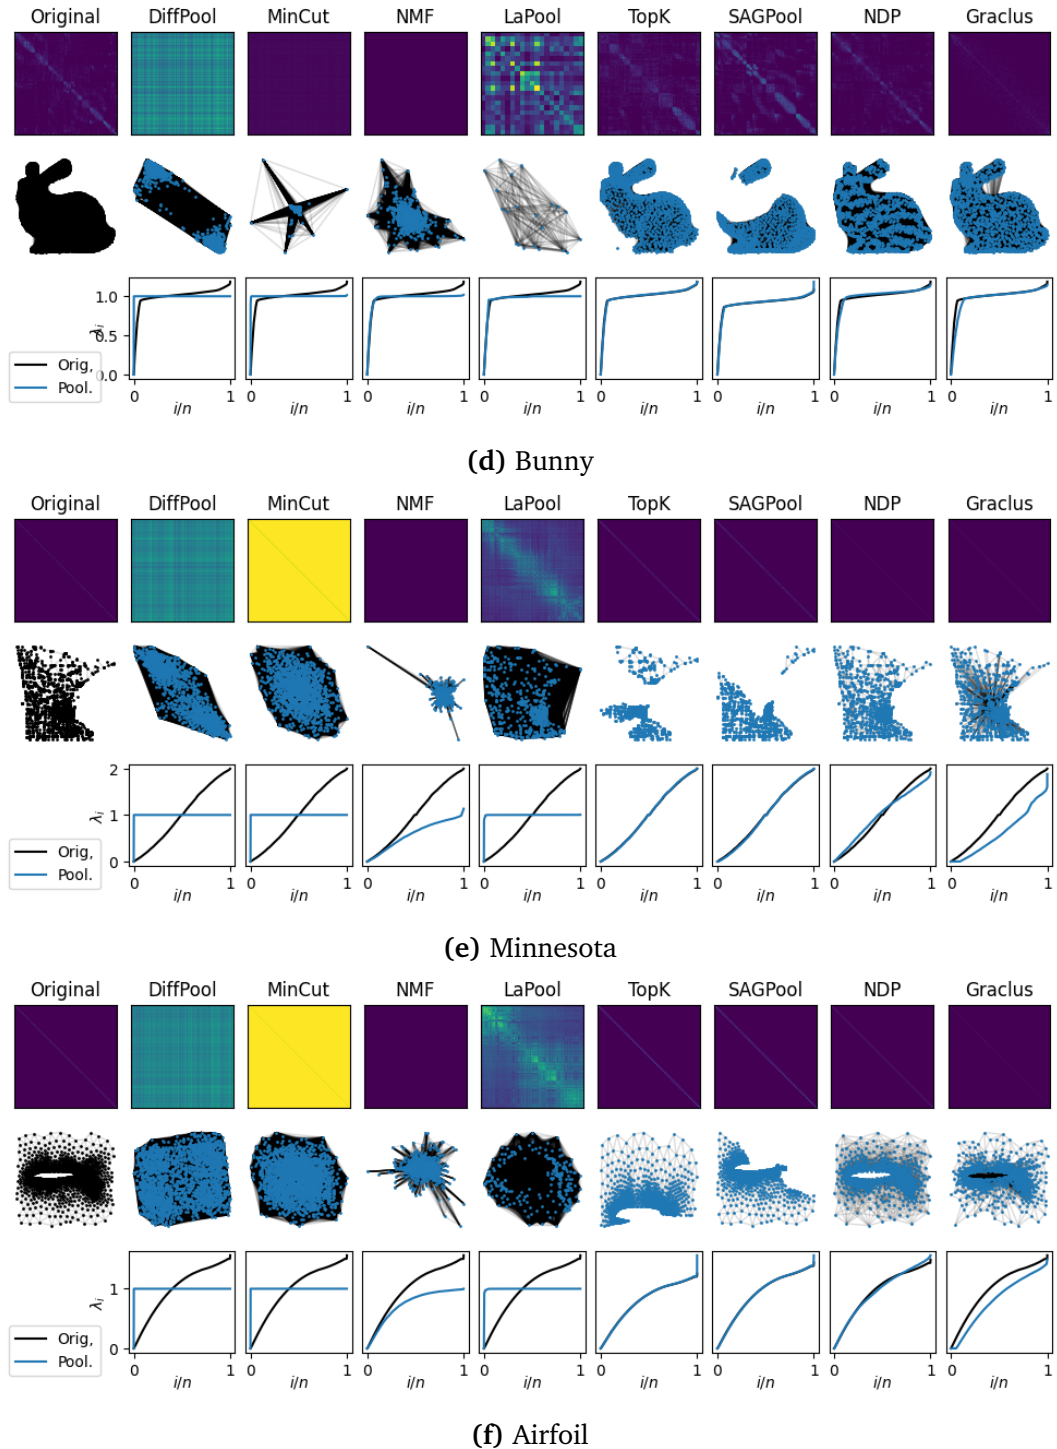 Original DiffPool MinCut NMF LaPool TopK SAGPool NDP Graclus
1.0
0.5
0.0
λi
Orig,
Pool.
0 1 0 1 0 1 0 1 0 1 0 1 0 1 0 1
i/n i/n i/n i/n i/n i/n i/n i/n
(d) Bunny
Original DiffPool MinCut NMF LaPool TopK SAGPool NDP Graclus
2
1
0
λi
Orig,
Pool.
0 1 0 1 0 1 0 1 0 1 0 1 0 1 0 1
i/n i/n i/n i/n i/n i/n i/n i/n
(e) Minnesota
Original DiffPool MinCut NMF LaPool TopK SAGPool NDP Graclus
1
0
λi
Orig,
Pool.
0 1 0 1 0 1 0 1 0 1 0 1 0 1 0 1
i/n i/n i/n i/n i/n i/n i/n i/n
(f) Airfoil